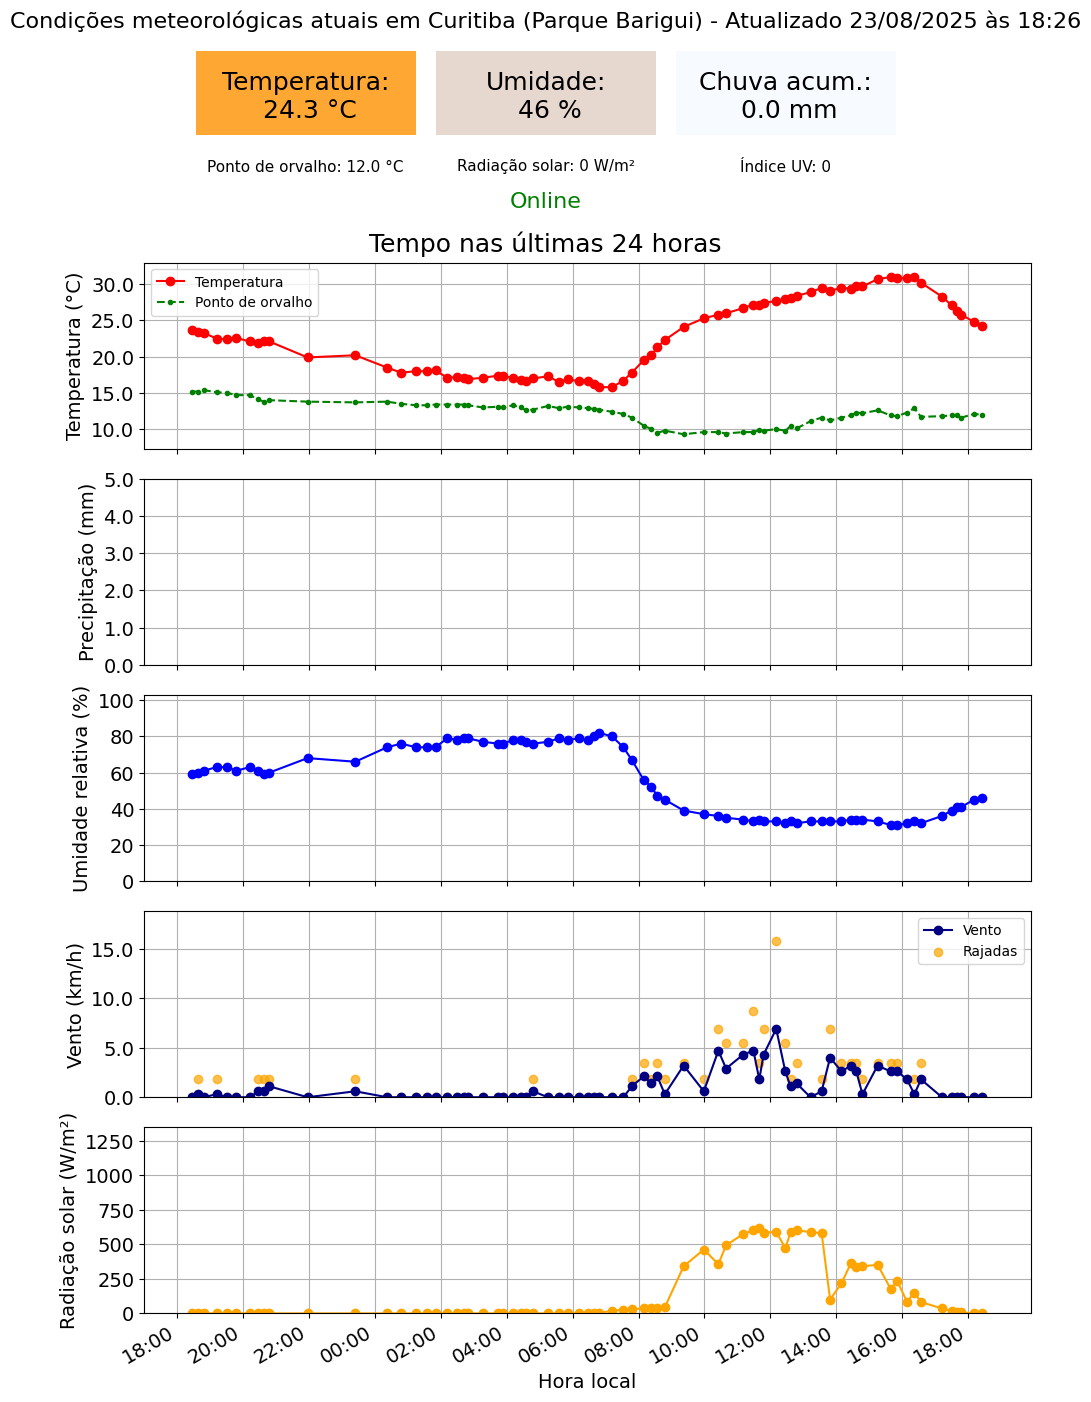 Condições meteorológicas atuais em Curitiba (Parque Barigui) - Atualizado 23/08/2025 às 18:26
Temperatura:
24.3 °C
Umidade:
46 %
Chuva acum.:
0.0 mm
Ponto de orvalho: 12.0 °C
Radiação solar: 0 W/m²
Índice UV: 0
Online
Tempo nas últimas 24 horas
Temperatura (°C)
30.0
25.0
20.0
15.0
10.0
Temperatura
Ponto de orvalho
Precipitação (mm)
5.0
4.0
3.0
2.0
1.0
0.0
Umidade relativa (%)
100
80
60
40
20
0
Vento (km/h)
15.0
10.0
5.0
0.0
Vento
Rajadas
Radiação solar (W/m²)
1250
1000
750
500
250
0
18:00 20:00 22:00 00:00 02:00 04:00 06:00 08:00 10:00 12:00 14:00 16:00 18:00
Hora local